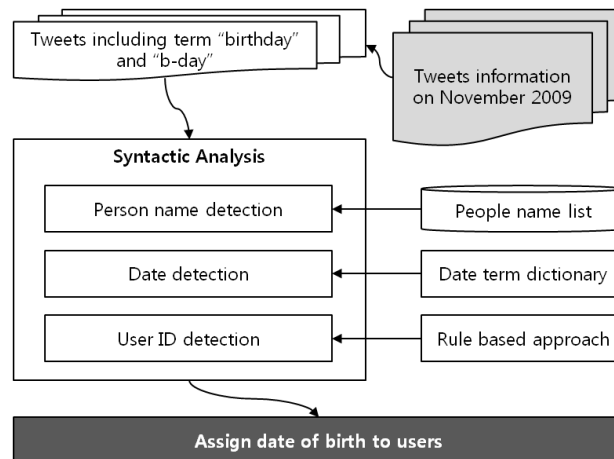 Tweets including term “birthday”
and “b-day”
Tweets information
on November 2009
Syntactic Analysis
Person name detection
People name list
Date detection
Date term dictionary
User ID detection
Rule based approach
Assign date of birth to users